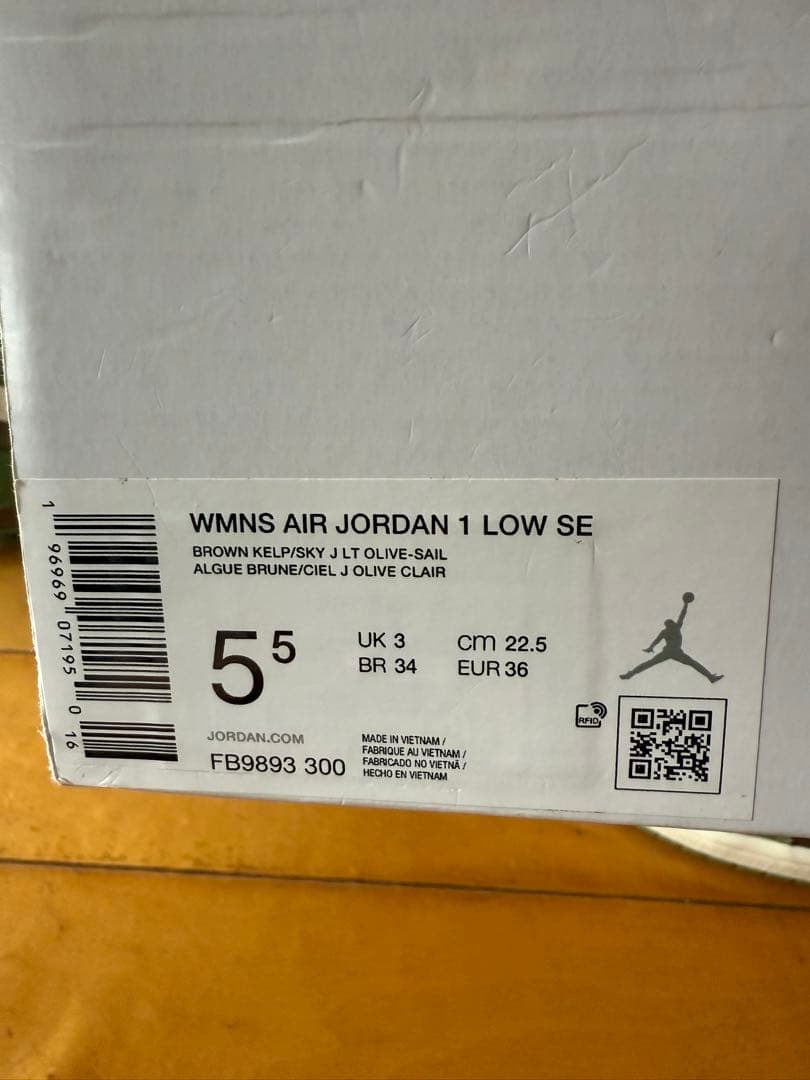 WMNS AIR JORDAN 1 LOW SE
BROWN KELP/SKY J LT OLIVE-SAIL
ALGUE BRUNE/CIEL J OLIVE CLAIR
5 5
UK 3
BR 34
cm 22.5
EUR 36
JORDAN.COM
FB9893 300
MADE IN VIETNAM /
FABRIQUE AU VIETNAM /
FABRICADO NO VIETNÃ /
HECHO EN VIETNAM
RFID
1 96969 07195 0 16